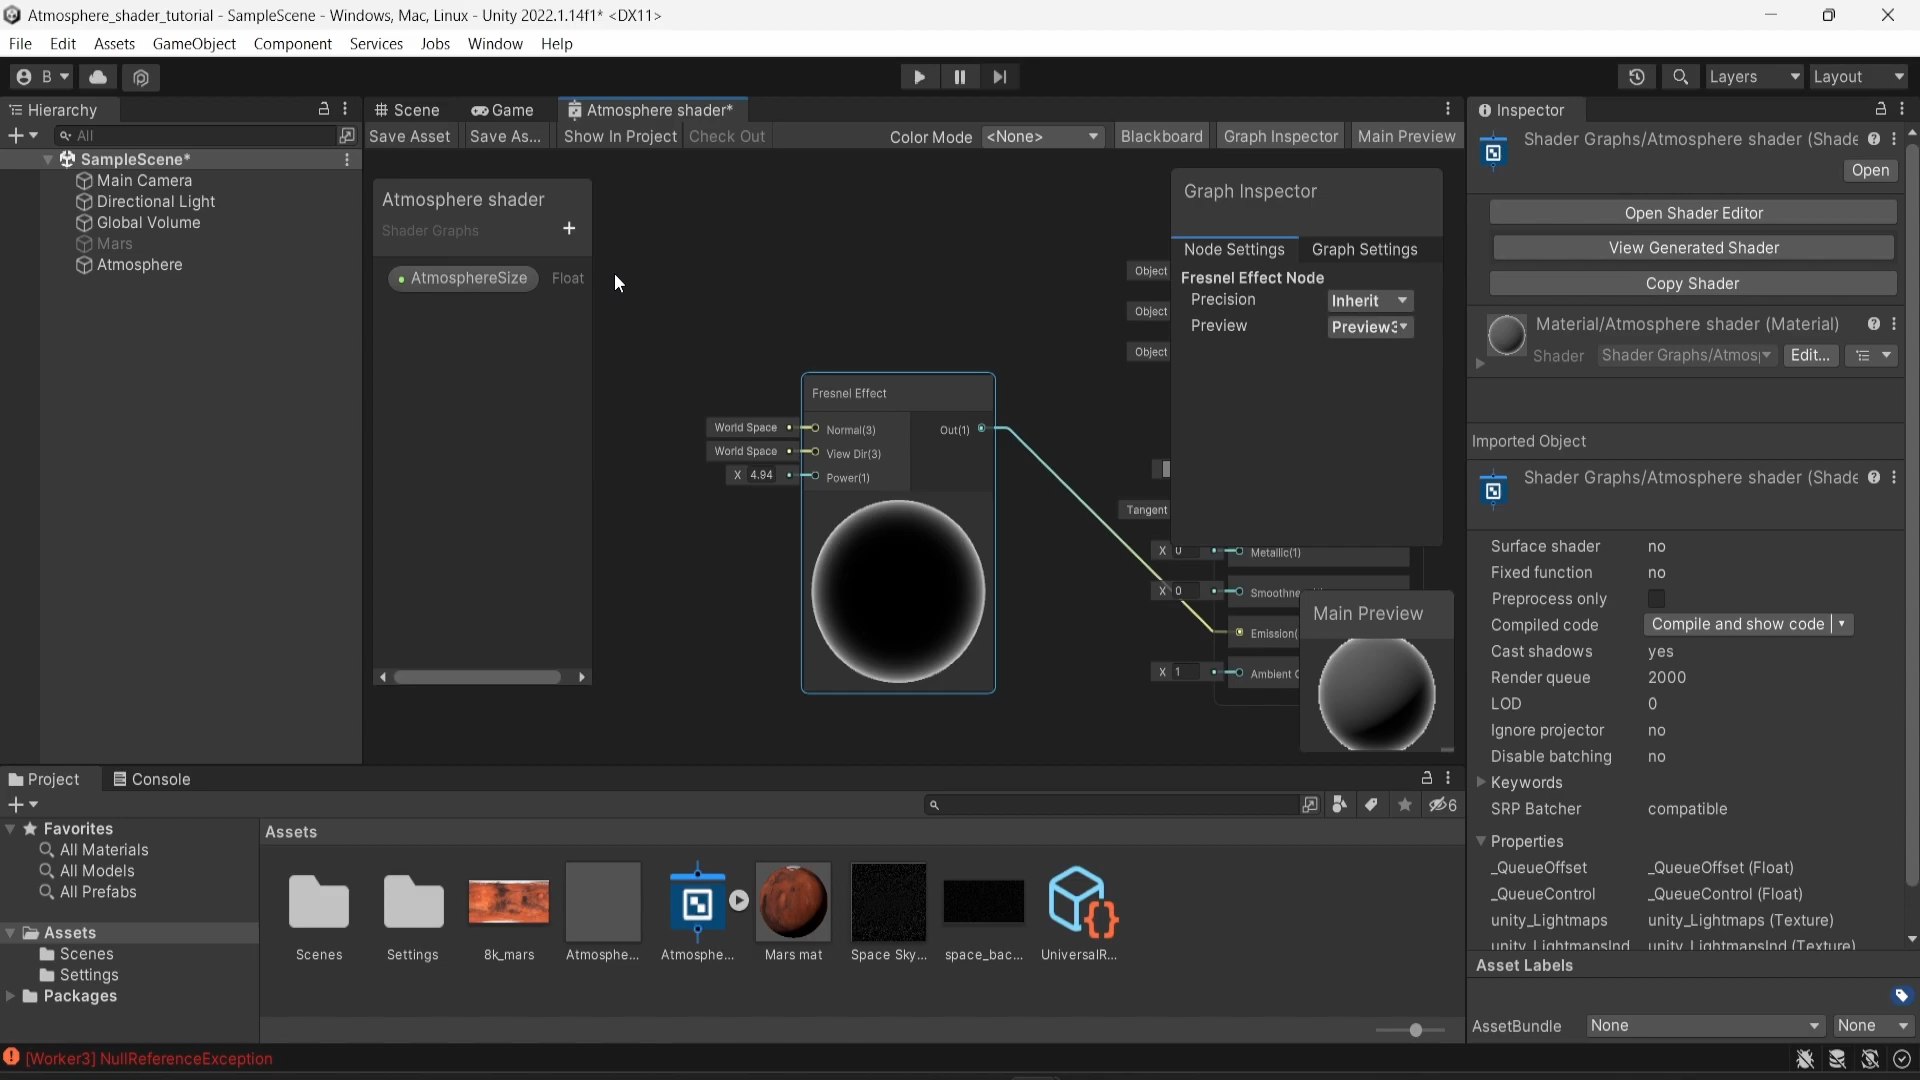 Atmosphere_shader_tutorial - SampleScene - Windows, Mac, Linux - Unity 2022.1.14f1* <DX11>
File Edit Assets GameObject Component Services Jobs Window Help
B
Layers Layout
Hierarchy
All
SampleScene*
Main Camera
Directional Light
Global Volume
Mars
Atmosphere
Scene Game Atmosphere shader*
Save Asset Save As... Show In Project Check Out Color Mode <None> Blackboard Graph Inspector Main Preview
Atmosphere shader
Shader Graphs
+
AtmosphereSize Float
Fresnel Effect
World Space Normal(3) Out(1)
World Space View Dir(3)
X 4.94 Power(1)
Object
Object
Object
Tangent
X 0 Metallic(1)
X 0 Smoothne
Emission(
X 1 Ambient
Graph Inspector
Node Settings Graph Settings
Fresnel Effect Node
Precision Inherit
Preview Preview3
Main Preview
Inspector
Shader Graphs/Atmosphere shader (Shade
Open
Open Shader Editor
View Generated Shader
Copy Shader
Material/Atmosphere shader (Material)
Shader Shader Graphs/Atmos Edit...
Imported Object
Shader Graphs/Atmosphere shader (Shade
Surface shader no
Fixed function no
Preprocess only
Compiled code Compile and show code
Cast shadows yes
Render queue 2000
LOD 0
Ignore projector no
Disable batching no
Keywords
SRP Batcher compatible
Properties
_QueueOffset _QueueOffset (Float)
_QueueControl _QueueControl (Float)
unity_Lightmaps unity_Lightmaps (Texture)
unity_LightmapsInd unity_LightmapsInd (Texture)
Asset Labels
AssetBundle None None
Project Console
6
Favorites
All Materials
All Models
All Prefabs
Assets
Scenes
Settings
Packages
Assets
Scenes Settings 8k_mars Atmosphe... Atmosphe... Mars mat Space Sky... space_bac... UniversalR...
[Worker3] NullReferenceException